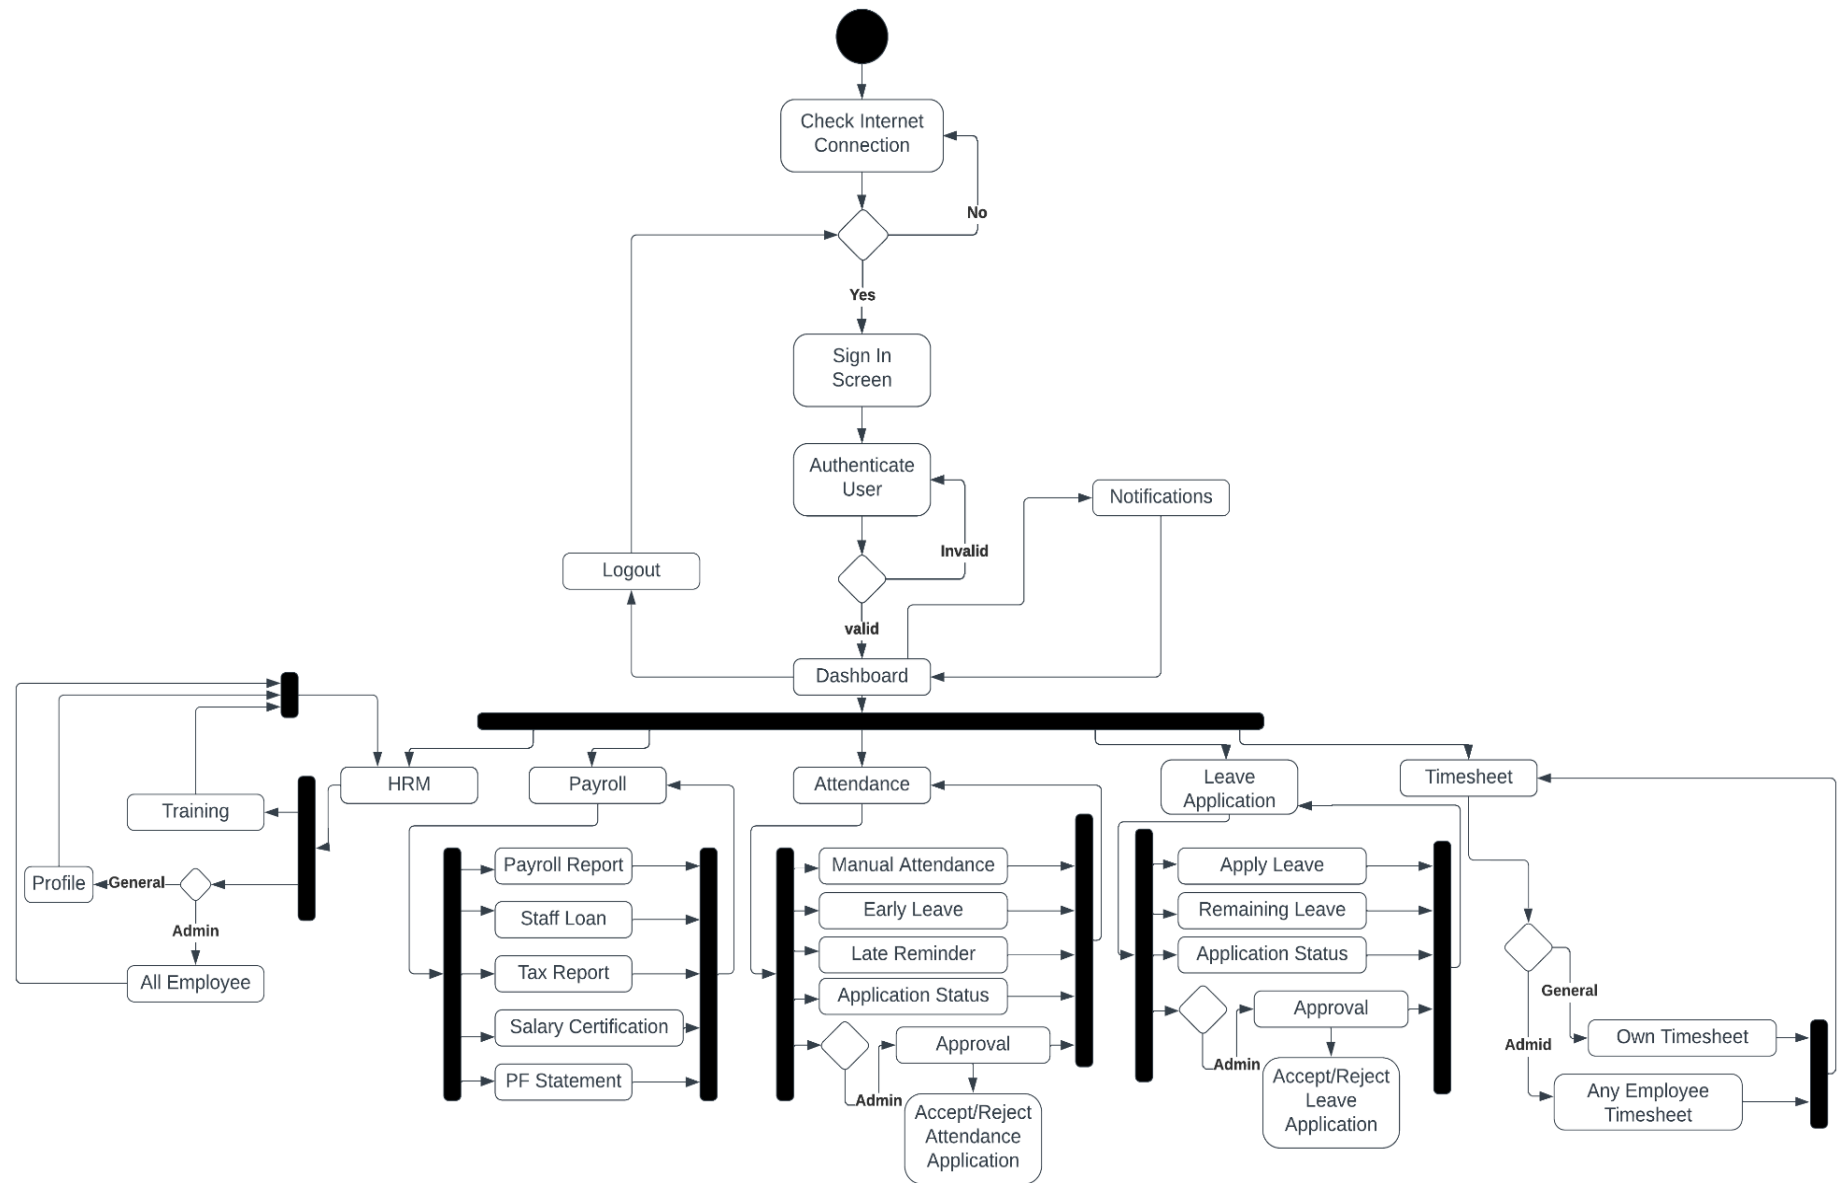 Check Internet
Connection
No
Yes
Sign In
Screen
Authenticate
User
Notifications
Invalid
Logout
valid
Dashboard
HRM
Payroll
Attendance
Leave
Application
Timesheet
Training
Profile
General
Admin
All Employee
Payroll Report
Staff Loan
Tax Report
Salary Certification
PF Statement
Manual Attendance
Early Leave
Late Reminder
Application Status
Approval
Admin
Accept/Reject
Attendance
Application
Apply Leave
Remaining Leave
Application Status
Approval
Admin
Accept/Reject
Leave
Application
General
Admid
Own Timesheet
Any Employee
Timesheet